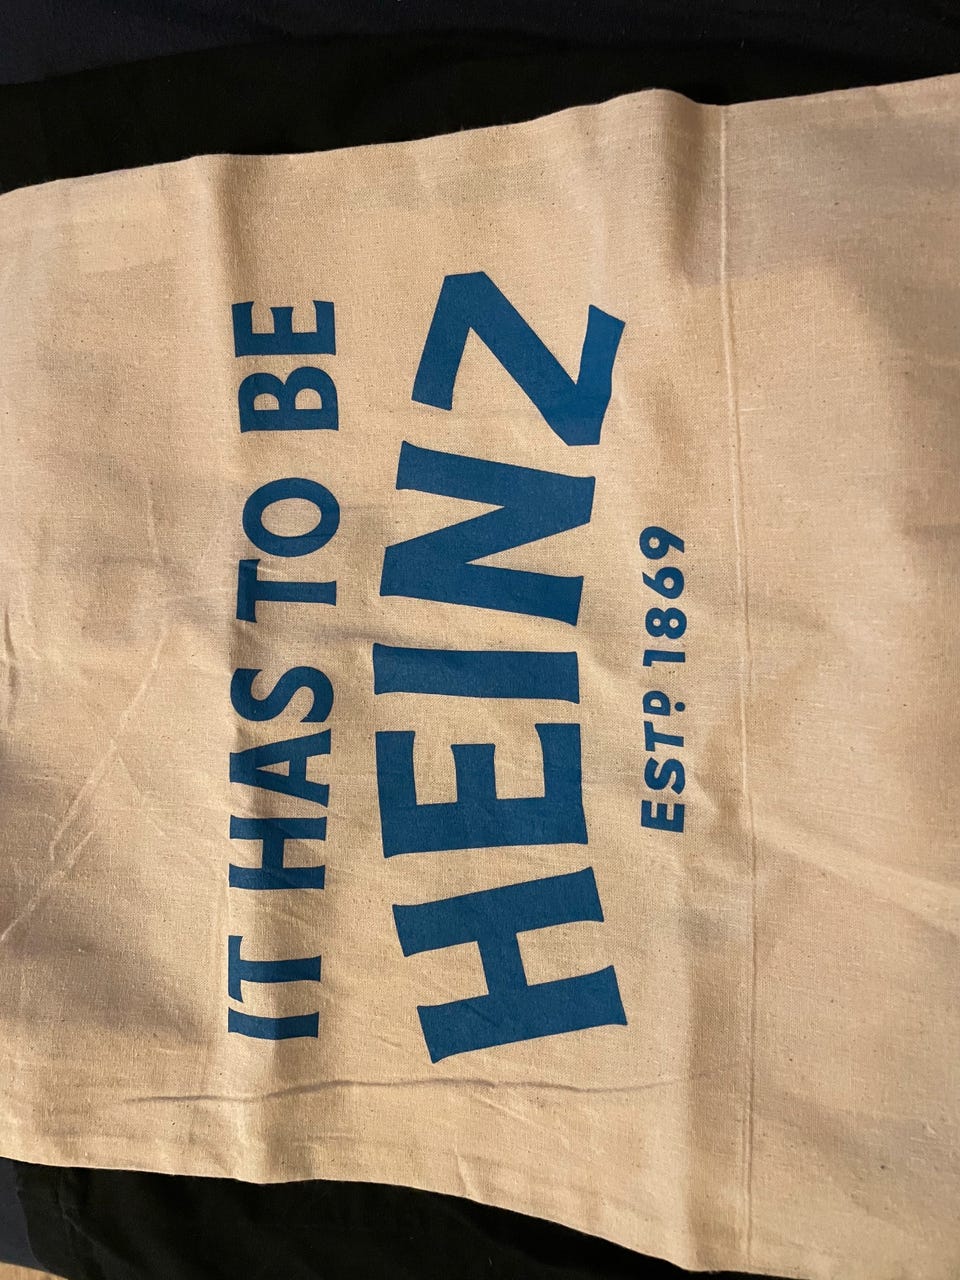 IT HAS TO BE
HEINZ
ESTD 1869